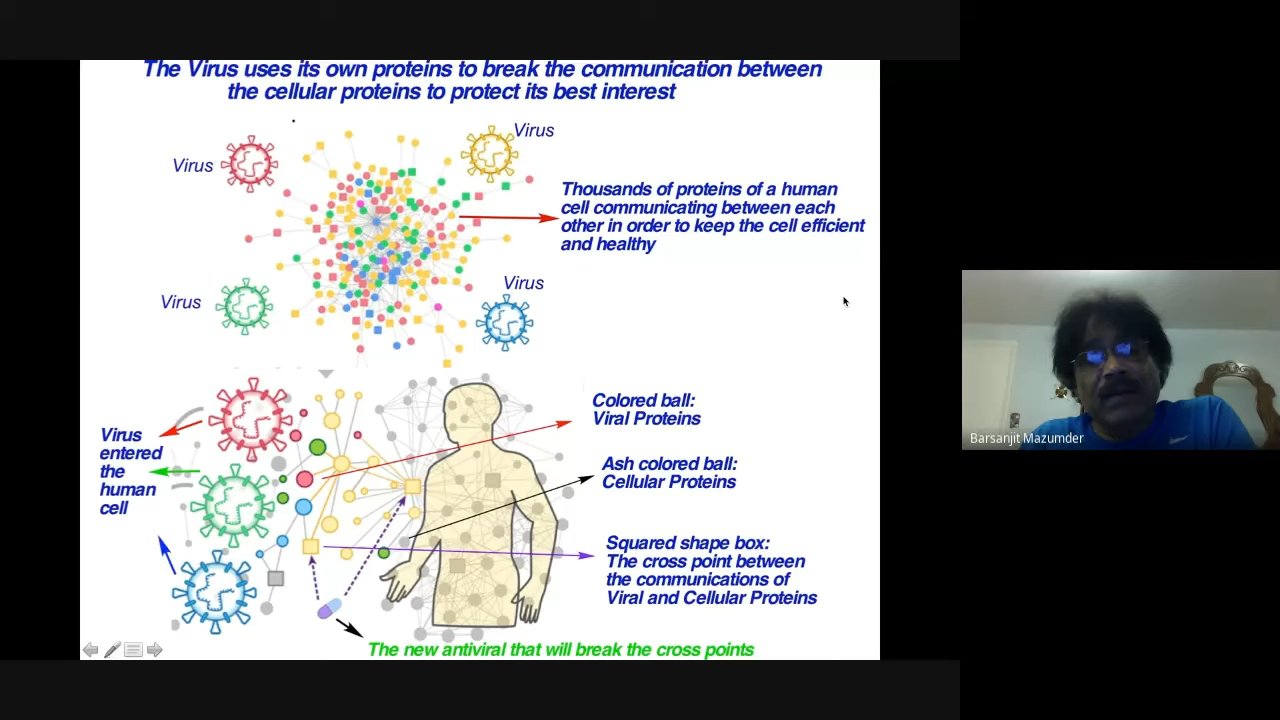 The Virus uses its own proteins to break the communication between
the cellular proteins to protect its best interest
Virus
Virus
Thousands of proteins of a human
cell communicating between each
other in order to keep the cell efficient
and healthy
Virus
Virus
Colored ball:
Viral Proteins
Virus
entered
the
human
cell
Ash colored ball:
Cellular Proteins
Squared shape box:
The cross point between
the communications of
Viral and Cellular Proteins
The new antiviral that will break the cross points
Barsanjit Mazumder